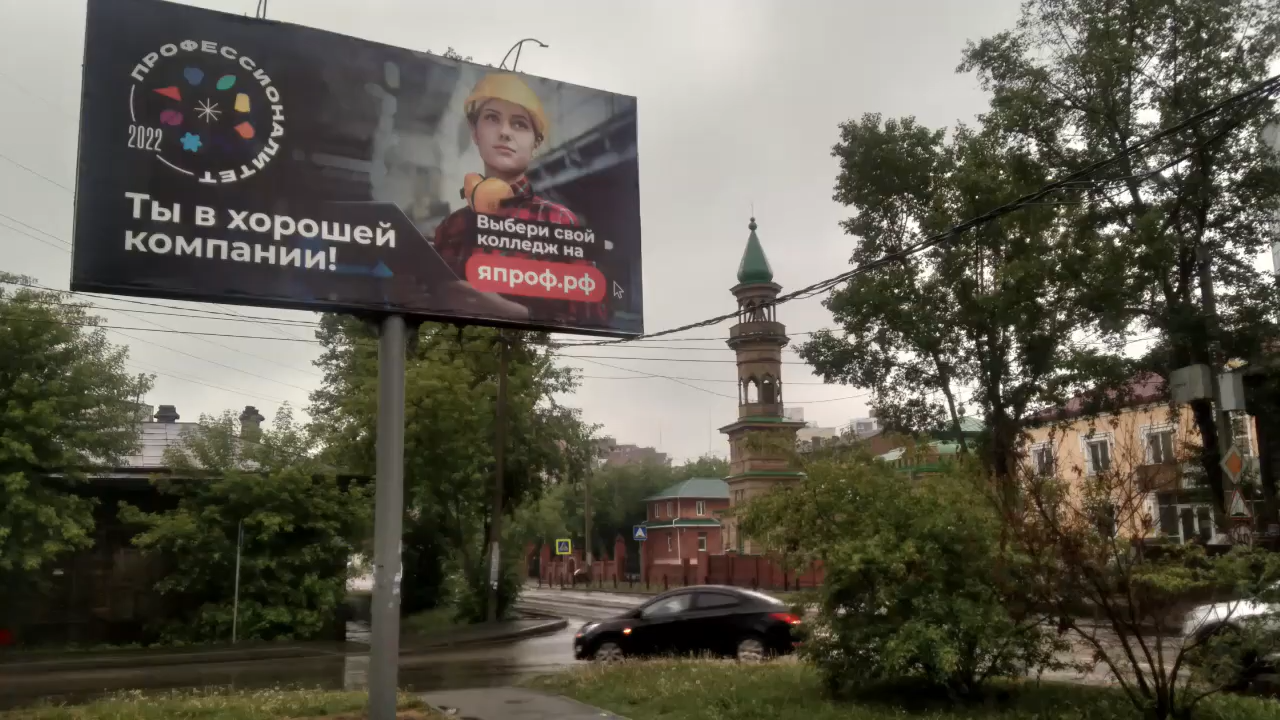 ПРОФЕССИОНАЛИТЕТ
2022
Ты в хорошей
компании!
Выбери свой
колледж на
япроф.рф